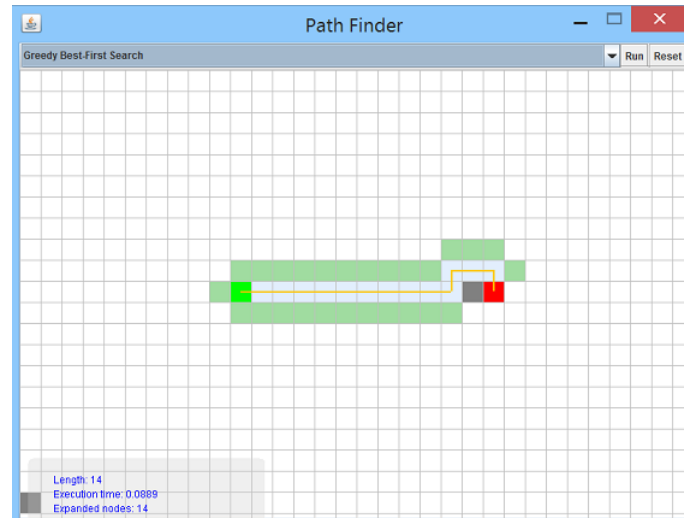 Path Finder
Greedy Best-First Search
Run
Reset
Length: 14
Execution time: 0.0889
Expanded nodes: 14